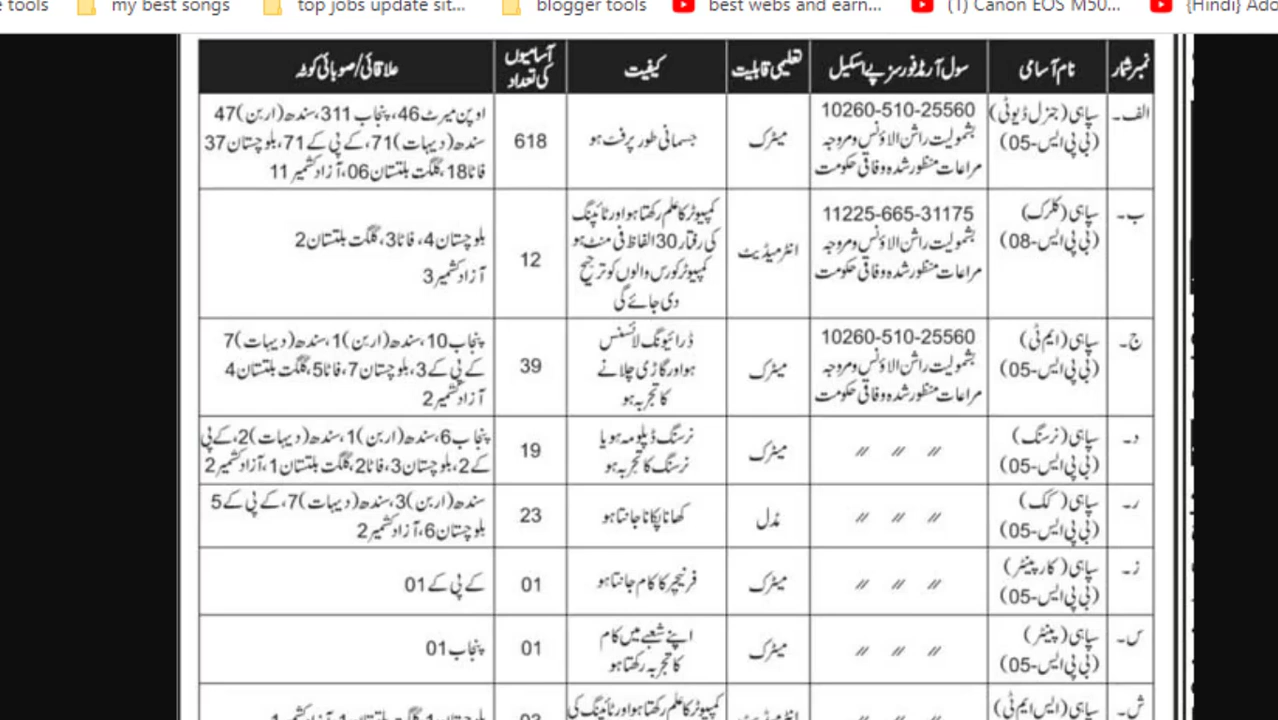 e tools
my best songs
top jobs update sit...
blogger tools
best webs and earn...
(1) Canon EOS M50...
{Hindi} Ado
نمبر شمار
نام آسامی
سول آرمڈ فورسز پے اسکیل
تعلیمی قابلیت
کیفیت
آسامیوں
کی تعداد
علاقائی/صوبائی کوٹہ
الف۔
سپاہی (جنرل ڈیوٹی)
(بی پی ایس-05)
10260-510-25560
بشمولیت راشن الاؤنس و مروجہ
مراعات منظور شدہ وفاقی حکومت
میٹرک
جسمانی طور پر فٹ ہو
618
اوپن میرٹ 46، پنجاب 311، سندھ (اربن) 47
سندھ (دیہات) 71، کے پی کے 71، بلوچستان 37
فاٹا 18، گلگت بلتستان 06، آزاد کشمیر 11
ب۔
سپاہی (کلرک)
(بی پی ایس-08)
11225-665-31175
بشمولیت راشن الاؤنس و مروجہ
مراعات منظور شدہ وفاقی حکومت
انٹرمیڈیٹ
کمپیوٹر کا علم رکھتا ہو اور ٹائپنگ
کی رفتار 30 الفاظ فی منٹ ہو
کمپیوٹر کورس والوں کو ترجیح
دی جائے گی
12
بلوچستان 4، فاٹا 3، گلگت بلتستان 2
آزاد کشمیر 3
ج۔
سپاہی (ایم ٹی)
(بی پی ایس-05)
10260-510-25560
بشمولیت راشن الاؤنس و مروجہ
مراعات منظور شدہ وفاقی حکومت
میٹرک
ڈرائیونگ لائسنس
ہو اور گاڑی چلانے
کا تجربہ ہو
39
پنجاب 10، سندھ (اربن) 1، سندھ (دیہات) 7
کے پی کے 3، بلوچستان 7، فاٹا 5، گلگت بلتستان 4
آزاد کشمیر 2
د۔
سپاہی (نرسنگ)
(بی پی ایس-05)
〃 〃 〃
میٹرک
نرسنگ ڈپلومہ ہو یا
نرسنگ کا تجربہ ہو
19
پنجاب 6، سندھ (اربن) 1، سندھ (دیہات) 2، کے پی
کے 2، بلوچستان 3، فاٹا 2، گلگت بلتستان 1، آزاد کشمیر 2
ر۔
سپاہی (کک)
(بی پی ایس-05)
〃 〃 〃
مڈل
کھانا پکانا جانتا ہو
23
سندھ (اربن) 3، سندھ (دیہات) 7، کے پی کے 5
بلوچستان 6، آزاد کشمیر 2
ز۔
سپاہی (کارپینٹر)
(بی پی ایس-05)
〃 〃 〃
میٹرک
فرنیچر کا کام جانتا ہو
01
کے پی کے 01
س۔
سپاہی (پینٹر)
(بی پی ایس-05)
〃 〃 〃
میٹرک
اپنے شعبے میں کام
کا تجربہ رکھتا ہو
01
پنجاب 01
ش۔
سپاہی (ایس ایم ٹی)
انٹرمیڈیٹ
کمپیوٹر کا علم رکھتا ہو اور ٹائپنگ کی